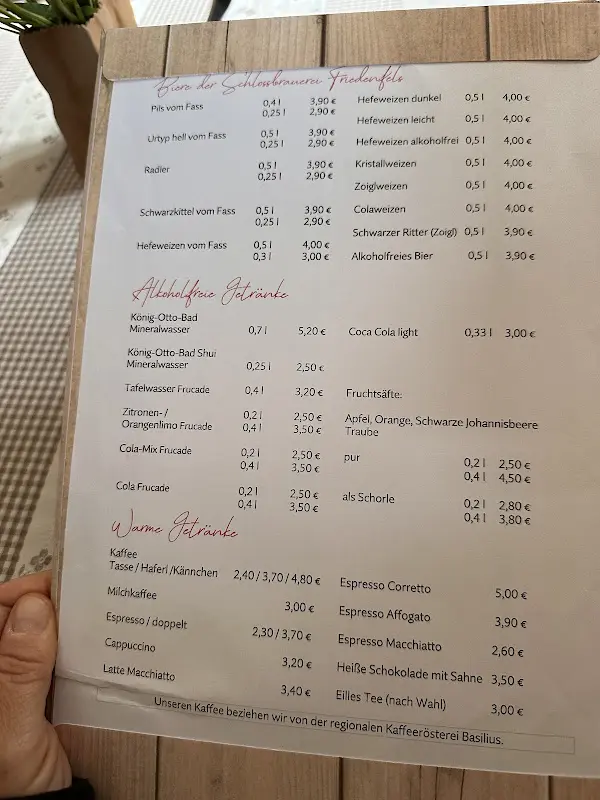 Biere der Schlossbrauerei Friedenfels
Pils vom Fass 0,4 l 3,90 €
0,25 l 2,90 €
Urtyp hell vom Fass 0,5 l 3,90 €
0,25 l 2,90 €
Radler 0,5 l 3,90 €
0,25 l 2,90 €
Schwarzkittel vom Fass 0,5 l 3,90 €
0,25 l 2,90 €
Hefeweizen vom Fass 0,5 l 4,00 €
0,3 l 3,00 €
Hefeweizen dunkel 0,5 l 4,00 €
Hefeweizen leicht 0,5 l 4,00 €
Hefeweizen alkoholfrei 0,5 l 4,00 €
Kristallweizen 0,5 l 4,00 €
Zoiglweizen 0,5 l 4,00 €
Colaweizen 0,5 l 4,00 €
Schwarzer Ritter (Zoigl) 0,5 l 3,90 €
Alkoholfreies Bier 0,5 l 3,90 €
Alkoholfreie Getränke
König-Otto-Bad
Mineralwasser 0,7 l 5,20 €
König-Otto-Bad Shui
Mineralwasser 0,25 l 2,50 €
Tafelwasser Frucade 0,4 l 3,20 €
Zitronen- / 0,2 l 2,50 €
Orangenlimo Frucade 0,4 l 3,50 €
Cola-Mix Frucade 0,2 l 2,50 €
0,4 l 3,50 €
Cola Frucade 0,2 l 2,50 €
0,4 l 3,50 €
Coca Cola light 0,33 l 3,00 €
Fruchtsäfte:
Apfel, Orange, Schwarze Johannisbeere
Traube
pur 0,2 l 2,50 €
0,4 l 4,50 €
als Schorle 0,2 l 2,80 €
0,4 l 3,80 €
Warme Getränke
Kaffee
Tasse / Haferl /Kännchen 2,40 / 3,70 / 4,80 €
Milchkaffee 3,00 €
Espresso / doppelt 2,30 / 3,70 €
Cappuccino 3,20 €
Latte Macchiatto 3,40 €
Espresso Corretto 5,00 €
Espresso Affogato 3,90 €
Espresso Macchiatto 2,60 €
Heiße Schokolade mit Sahne 3,50 €
Eilles Tee (nach Wahl) 3,00 €
Unseren Kaffee beziehen wir von der regionalen Kaffeerösterei Basilius.